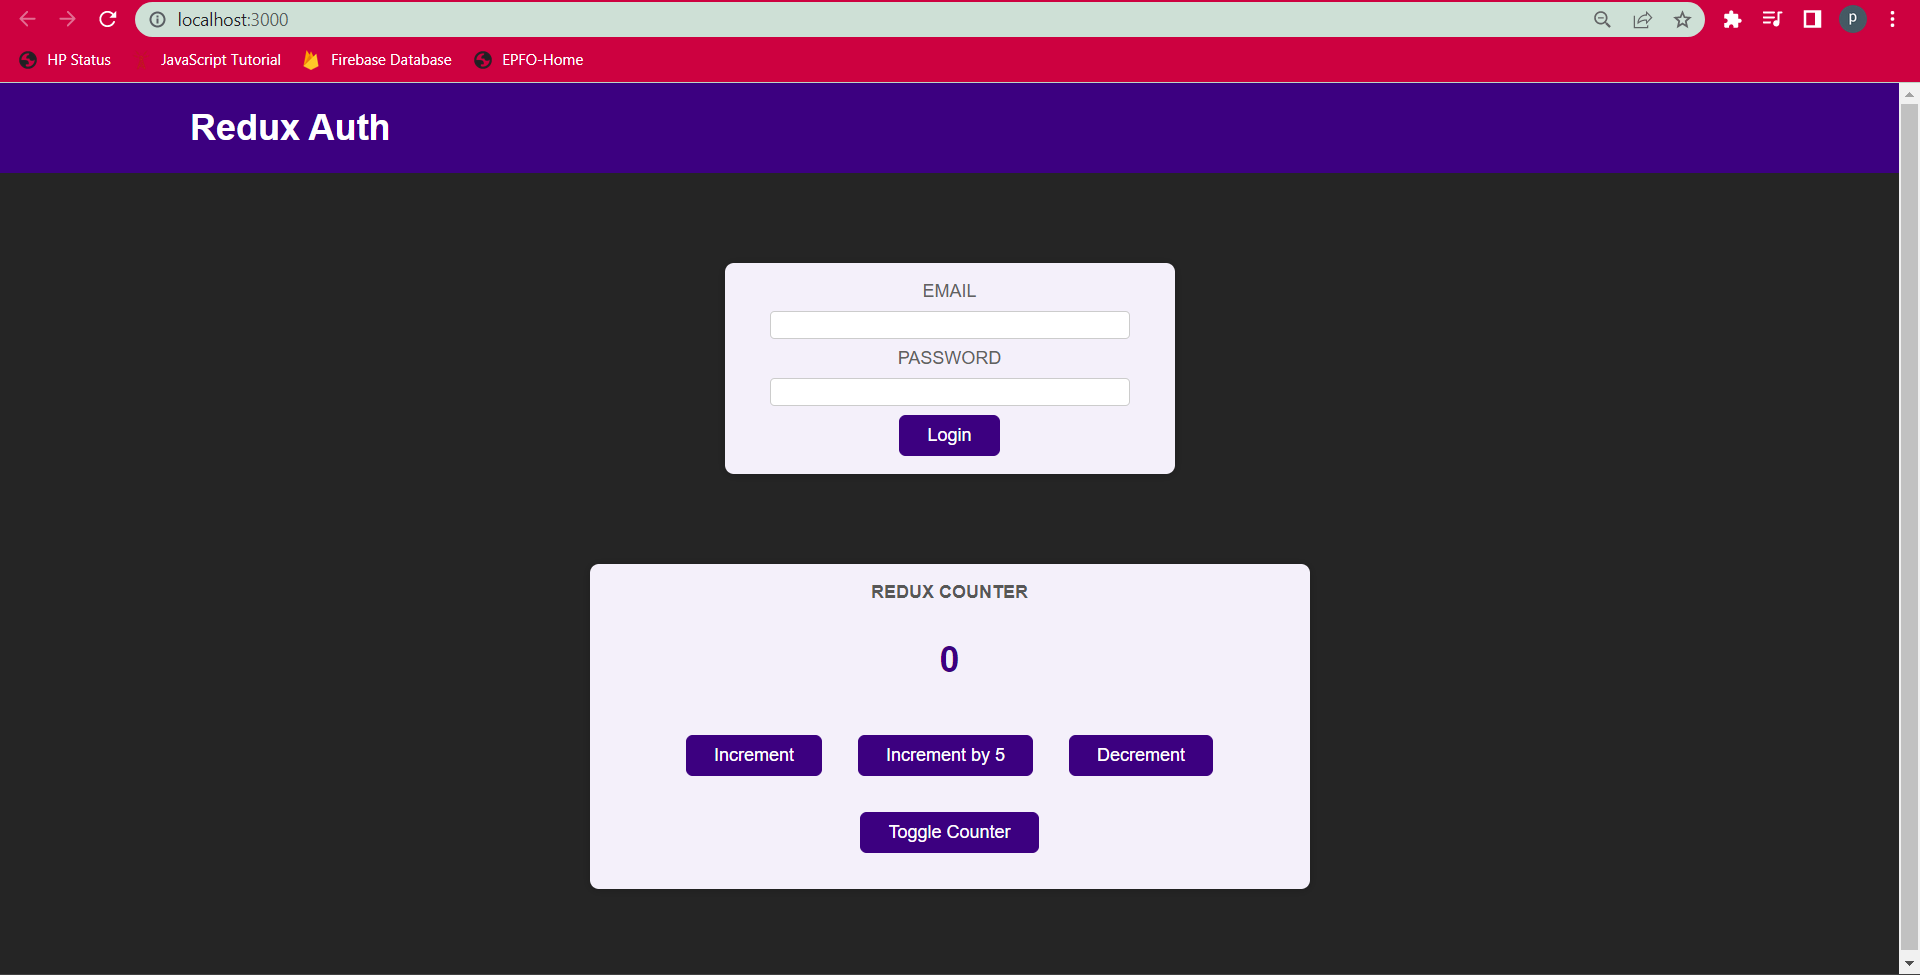 localhost:3000
p
HP Status JavaScript Tutorial Firebase Database EPFO-Home
Redux Auth
EMAIL
PASSWORD
Login
REDUX COUNTER
0
Increment Increment by 5 Decrement
Toggle Counter